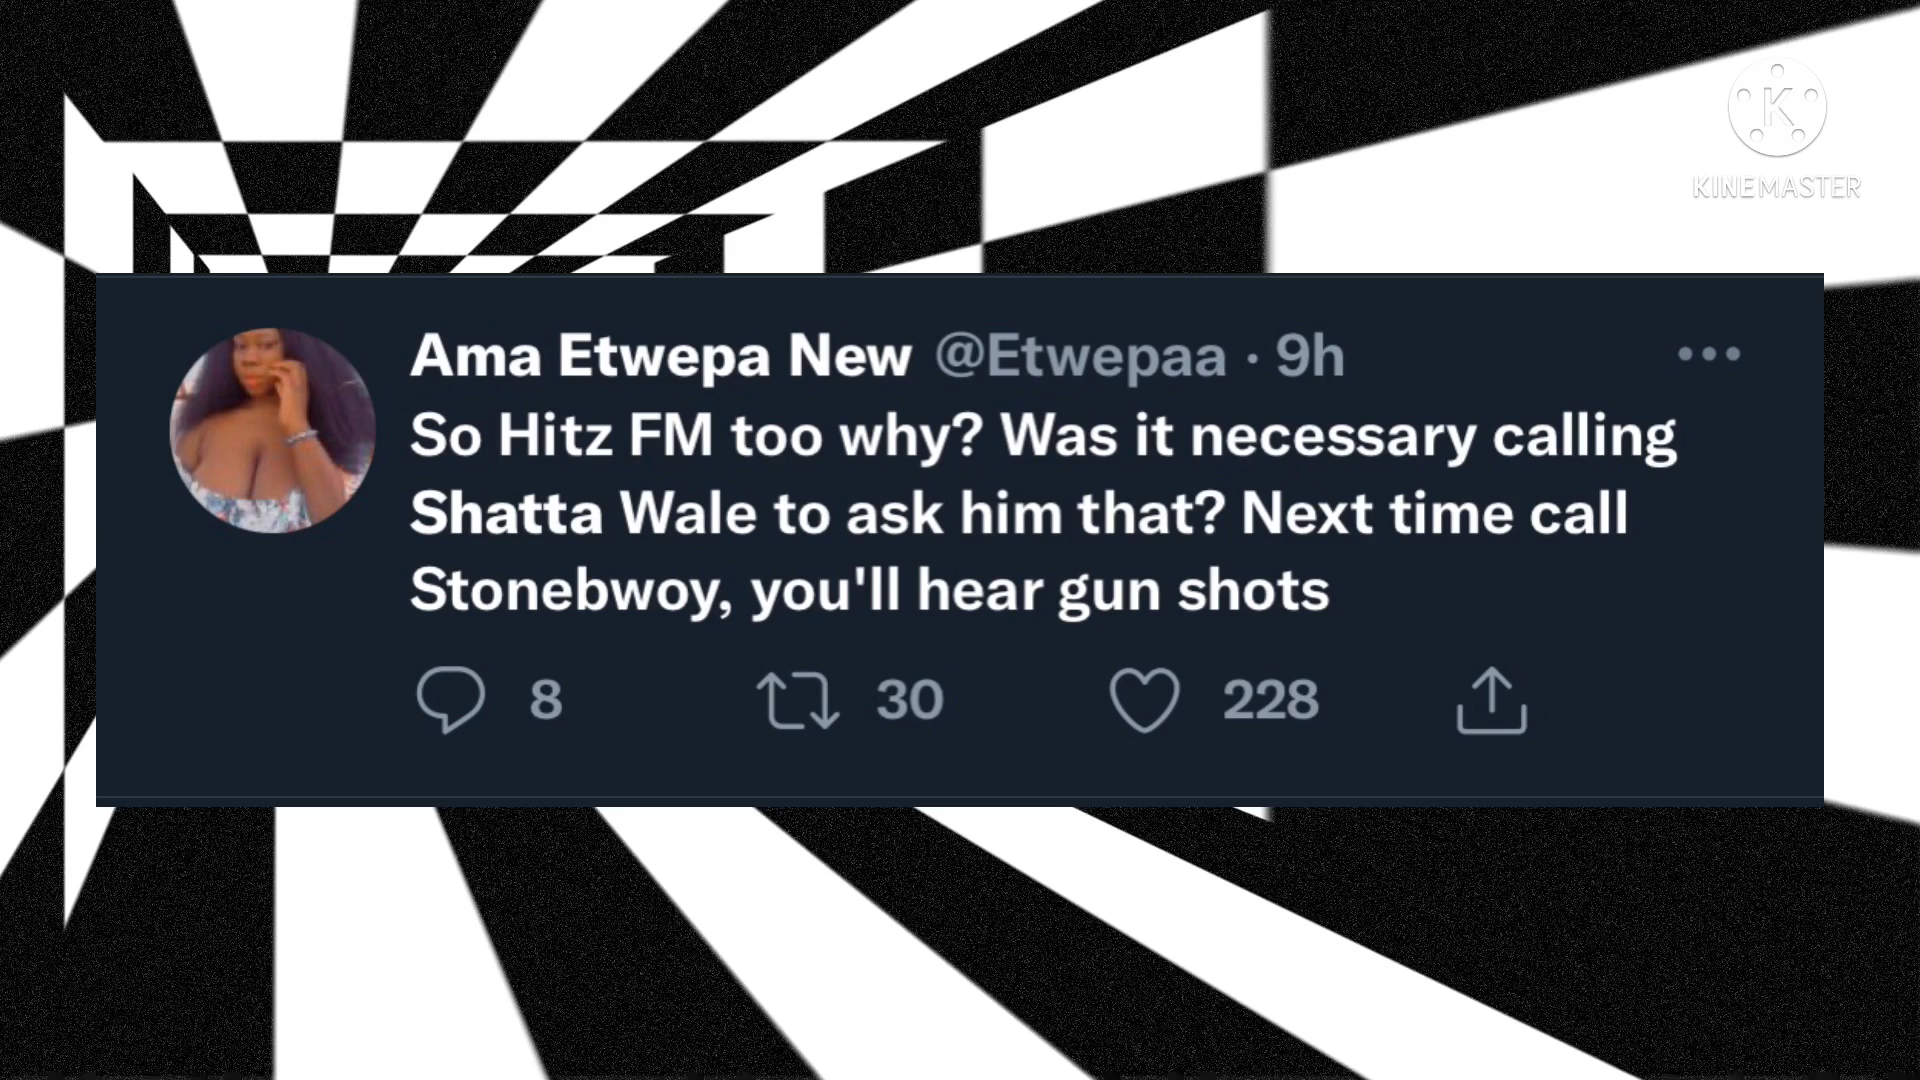 KINEMASTER
Ama Etwepa New @Etwepaa · 9h
So Hitz FM too why? Was it necessary calling
Shatta Wale to ask him that? Next time call
Stonebwoy, you'll hear gun shots
8 30 228